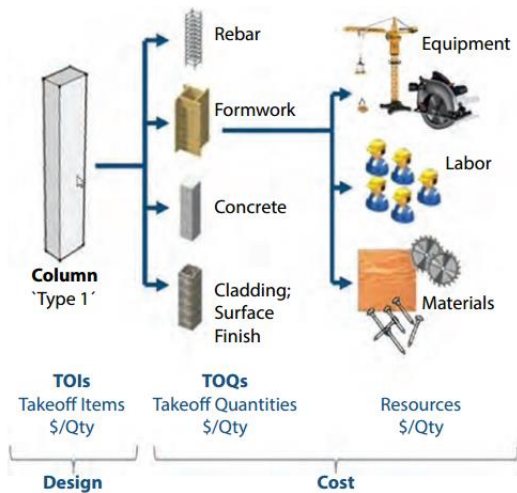 Rebar
Equipment
Formwork
Labor
Concrete
Column
`Type 1´
Cladding;
Surface
Finish
Materials
TOIs
Takeoff Items
$/Qty
TOQs
Takeoff Quantities
$/Qty
Resources
$/Qty
Design
Cost